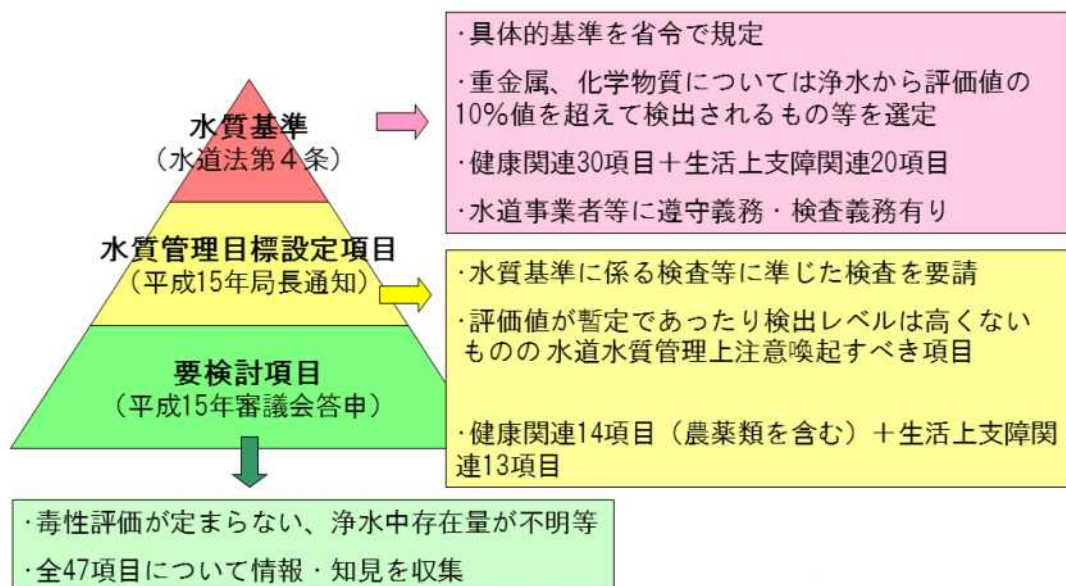 水質基準
（水道法第４条）
・具体的基準を省令で規定
・重金属、化学物質については浄水から評価値の
10%値を超えて検出されるもの等を選定
・健康関連30項目＋生活上支障関連20項目
・水道事業者等に遵守義務・検査義務有り
水質管理目標設定項目
（平成15年局長通知）
・水質基準に係る検査等に準じた検査を要請
・評価値が暫定であったり検出レベルは高くない
ものの 水道水質管理上注意喚起すべき項目
・健康関連14項目（農薬類を含む）＋生活上支障関
連13項目
要検討項目
（平成15年審議会答申）
・毒性評価が定まらない、浄水中存在量が不明等
・全47項目について情報・知見を収集